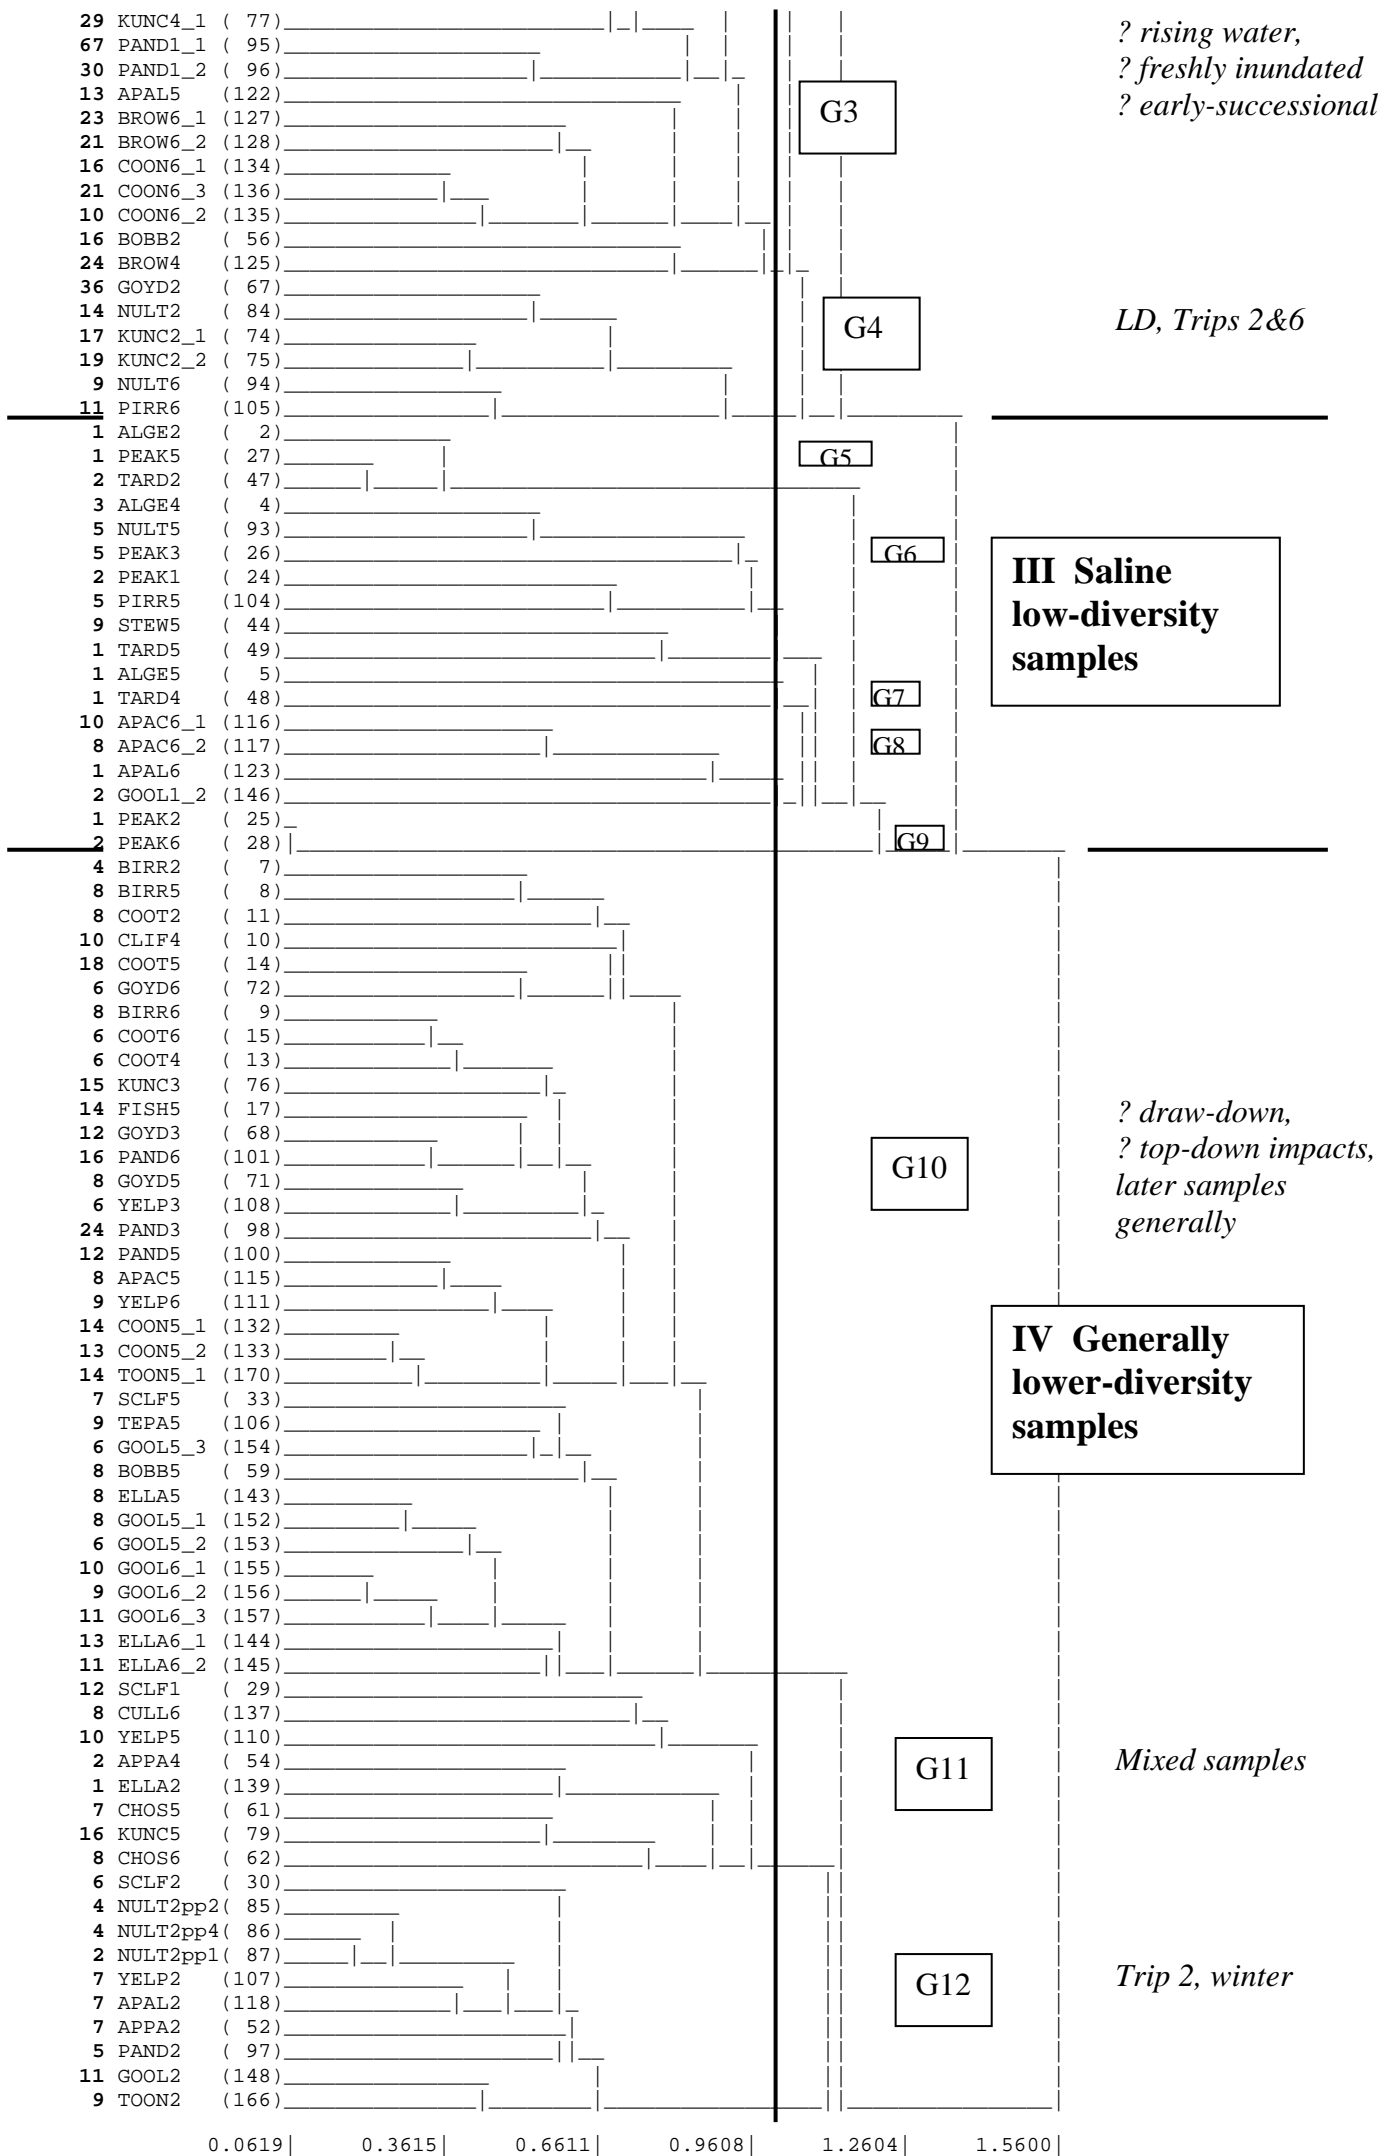 29 KUNC4_1 ( 77)
67 PAND1_1 ( 95)
30 PAND1_2 ( 96)
13 APAL5 (122)
23 BROW6_1 (127)
21 BROW6_2 (128)
16 COON6_1 (134)
21 COON6_3 (136)
10 COON6_2 (135)
16 BOBB2 ( 56)
24 BROW4 (125)
36 GOYD2 ( 67)
14 NULT2 ( 84)
17 KUNC2_1 ( 74)
19 KUNC2_2 ( 75)
9 NULT6 ( 94)
11 PIRR6 (105)
1 ALGE2 ( 2)
1 PEAK5 ( 27)
2 TARD2 ( 47)
3 ALGE4 ( 4)
5 NULT5 ( 93)
5 PEAK3 ( 26)
2 PEAK1 ( 24)
5 PIRR5 (104)
9 STEW5 ( 44)
1 TARD5 ( 49)
1 ALGE5 ( 5)
1 TARD4 ( 48)
10 APAC6_1 (116)
8 APAC6_2 (117)
1 APAL6 (123)
2 GOOL1_2 (146)
1 PEAK2 ( 25)
2 PEAK6 ( 28)
4 BIRR2 ( 7)
8 BIRR5 ( 8)
8 COOT2 ( 11)
10 CLIF4 ( 10)
18 COOT5 ( 14)
6 GOYD6 ( 72)
8 BIRR6 ( 9)
6 COOT6 ( 15)
6 COOT4 ( 13)
15 KUNC3 ( 76)
14 FISH5 ( 17)
12 GOYD3 ( 68)
16 PAND6 (101)
8 GOYD5 ( 71)
6 YELP3 (108)
24 PAND3 ( 98)
12 PAND5 (100)
8 APAC5 (115)
9 YELP6 (111)
14 COON5_1 (132)
13 COON5_2 (133)
14 TOON5_1 (170)
7 SCLF5 ( 33)
9 TEPA5 (106)
6 GOOL5_3 (154)
8 BOBB5 ( 59)
8 ELLA5 (143)
8 GOOL5_1 (152)
6 GOOL5_2 (153)
10 GOOL6_1 (155)
9 GOOL6_2 (156)
11 GOOL6_3 (157)
13 ELLA6_1 (144)
11 ELLA6_2 (145)
12 SCLF1 ( 29)
8 CULL6 (137)
10 YELP5 (110)
2 APPA4 ( 54)
1 ELLA2 (139)
7 CHOS5 ( 61)
16 KUNC5 ( 79)
8 CHOS6 ( 62)
6 SCLF2 ( 30)
4 NULT2pp2( 85)
4 NULT2pp4( 86)
2 NULT2pp1( 87)
7 YELP2 (107)
7 APAL2 (118)
7 APPA2 ( 52)
5 PAND2 ( 97)
11 GOOL2 (148)
9 TOON2 (166)
0.0619| 0.3615| 0.6611| 0.9608| 1.2604| 1.5600|
G3
G4
G5
G6
G7
G8
G9
G10
G11
G12
? rising water,
? freshly inundated
? early-successional
LD, Trips 2&6
III Saline
low-diversity
samples
? draw-down,
? top-down impacts,
later samples
generally
IV Generally
lower-diversity
samples
Mixed samples
Trip 2, winter